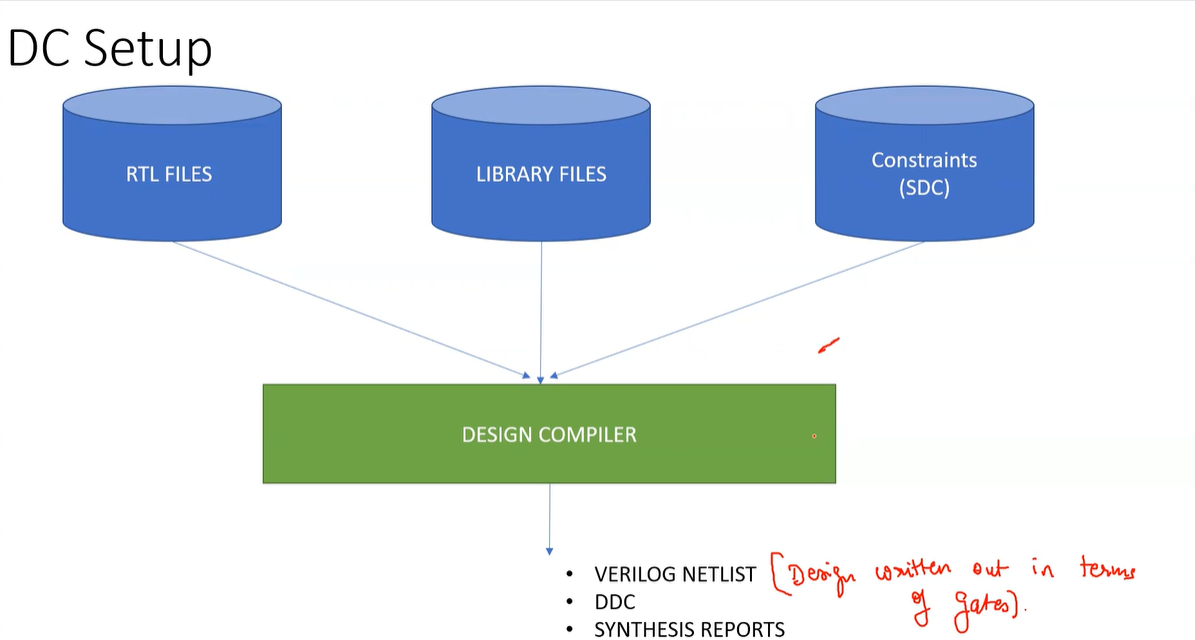 DC Setup
RTL FILES
LIBRARY FILES
Constraints
(SDC)
DESIGN COMPILER
• VERILOG NETLIST [Design written out in terms
of gates).
• DDC
• SYNTHESIS REPORTS